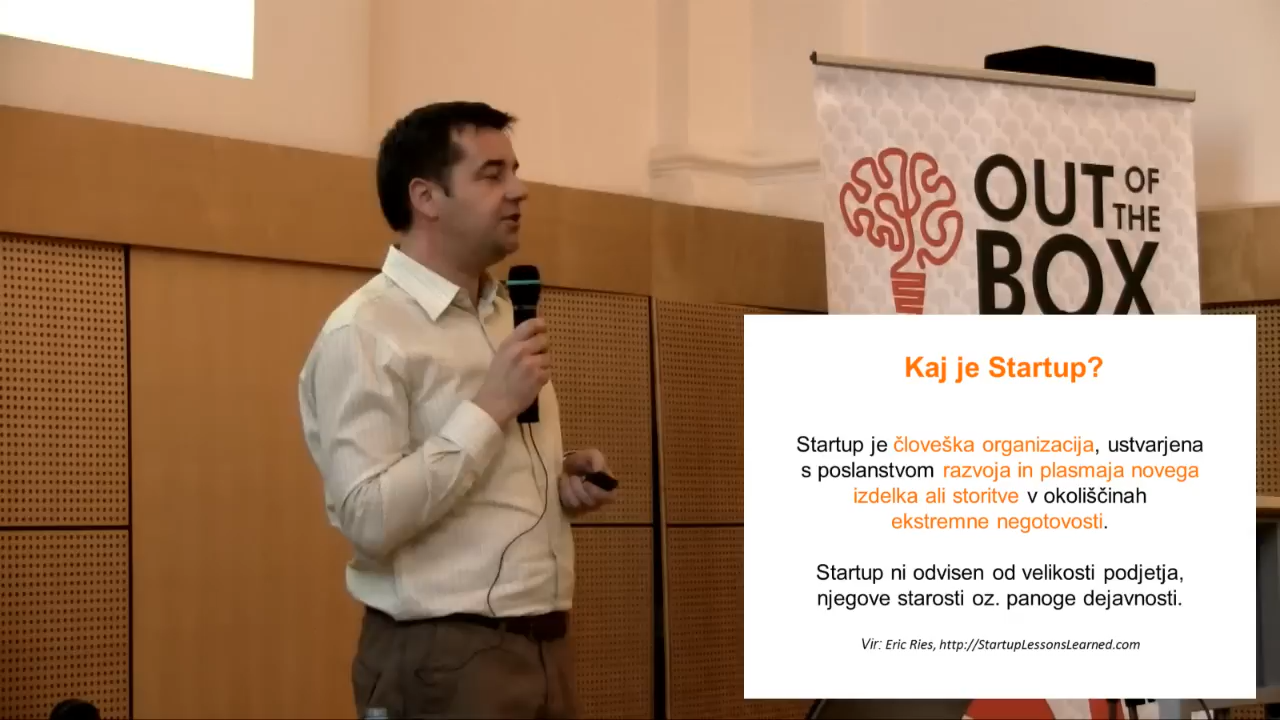 OUT OF THE
BOX
Kaj je Startup?
Startup je človeška organizacija, ustvarjena
s poslanstvom razvoja in plasmaja novega
izdelka ali storitve v okoliščinah
ekstremne negotovosti.
Startup ni odvisen od velikosti podjetja,
njegove starosti oz. panoge dejavnosti.
Vir: Eric Ries, http://StartupLessonsLearned.com